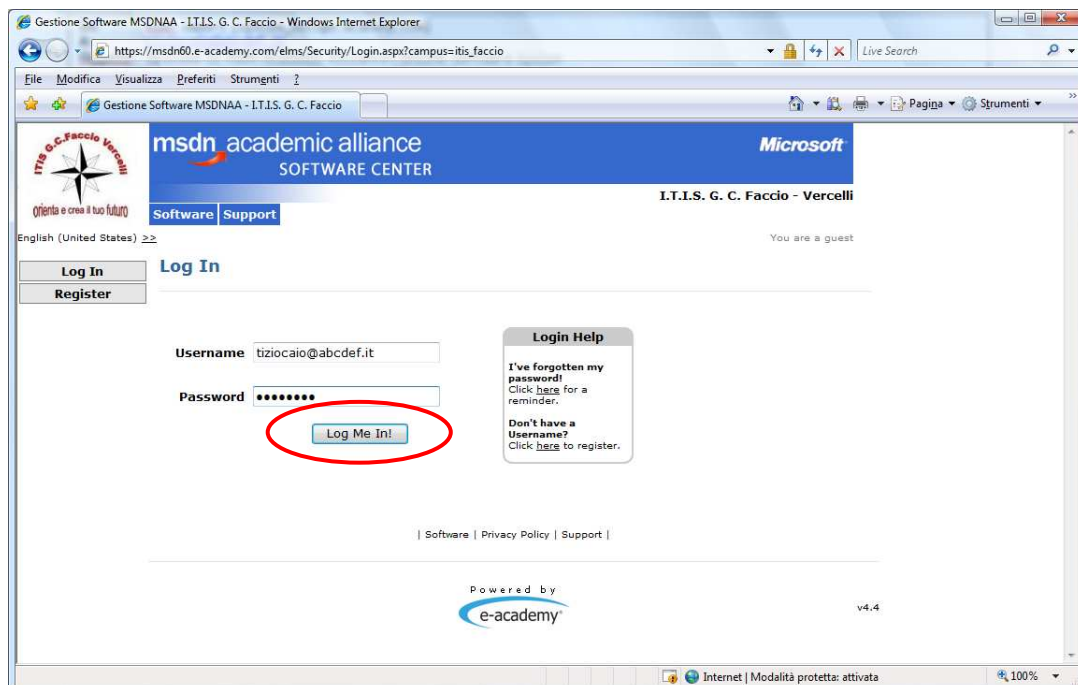 Gestione Software MSDNAA - I.T.I.S. G. C. Faccio - Windows Internet Explorer
https://msdn60.e-academy.com/elms/Security/Login.aspx?campus=itis_faccio
Live Search
File Modifica Visualizza Preferiti Strumenti ?
Gestione Software MSDNAA - I.T.I.S. G. C. Faccio
Pagina
Strumenti
ITIS G.C.Faccio Vercelli
orienta e crea il tuo futuro
msdn academic alliance
SOFTWARE CENTER
Microsoft
I.T.I.S. G. C. Faccio - Vercelli
Software Support
English (United States) >>
You are a guest
Log In
Register
Log In
Username tiziocaio@abcdef.it
Password ••••••••
Log Me In!
Login Help
I've forgotten my
password!
Click here for a
reminder.
Don't have a
Username?
Click here to register.
| Software | Privacy Policy | Support |
Powered by
e-academy
v4.4
Internet | Modalità protetta: attivata
100%